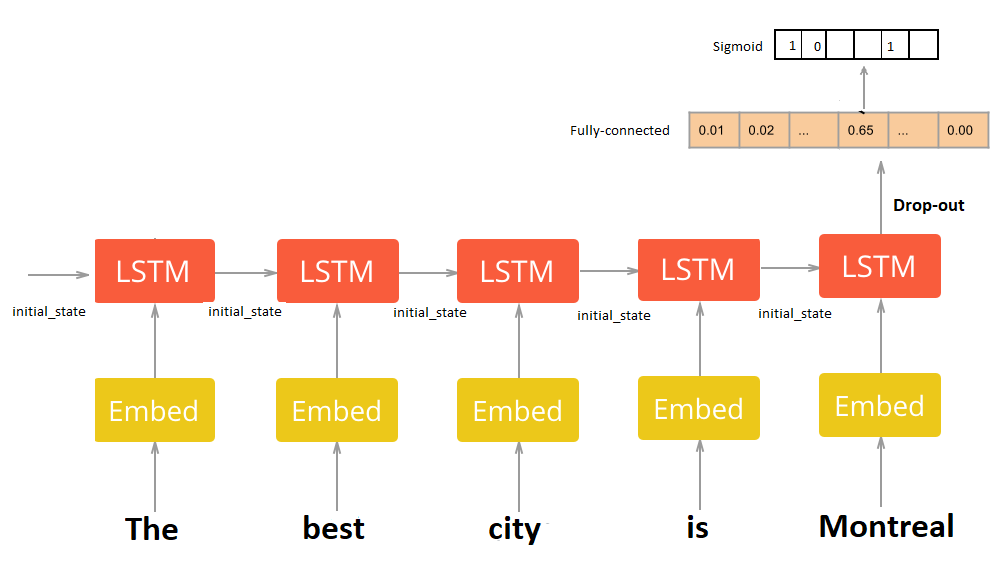 Sigmoid 1 0 1
Fully-connected 0.01 0.02 ... 0.65 ... 0.00
Drop-out
LSTM LSTM LSTM LSTM LSTM
initial_state initial_state initial_state initial_state initial_state
Embed Embed Embed Embed Embed
The best city is Montreal